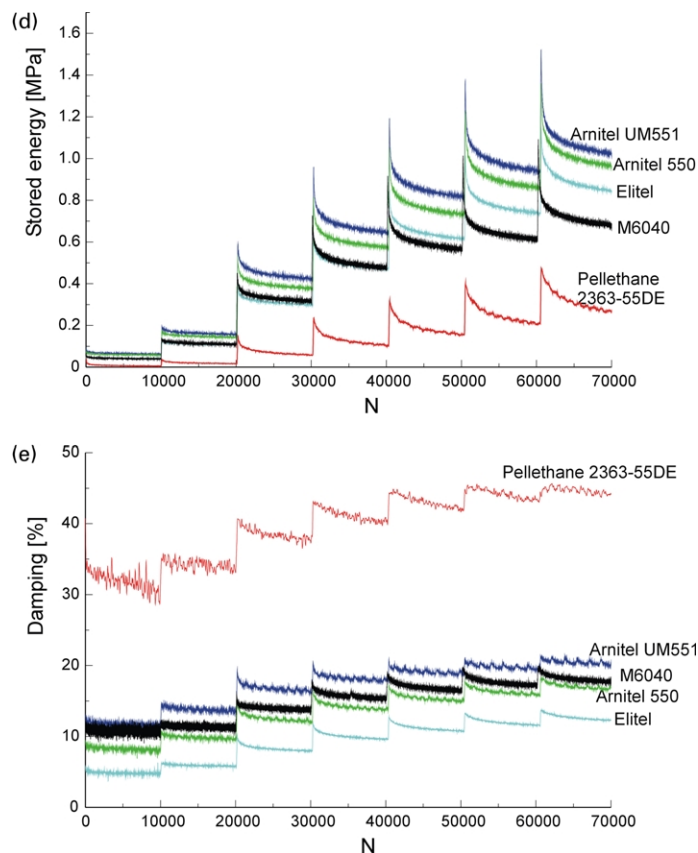 (d)
Stored energy [MPa]
1.6
1.4
1.2
1.0
0.8
0.6
0.4
0.2
0
Arnitel UM551
Arnitel 550
Elitel
M6040
Pellethane
2363-55DE
0 10000 20000 30000 40000 50000 60000 70000
N
(e)
Damping [%]
50
40
30
20
10
0
Pellethane 2363-55DE
Arnitel UM551
M6040
Arnitel 550
Elitel
0 10000 20000 30000 40000 50000 60000 70000
N